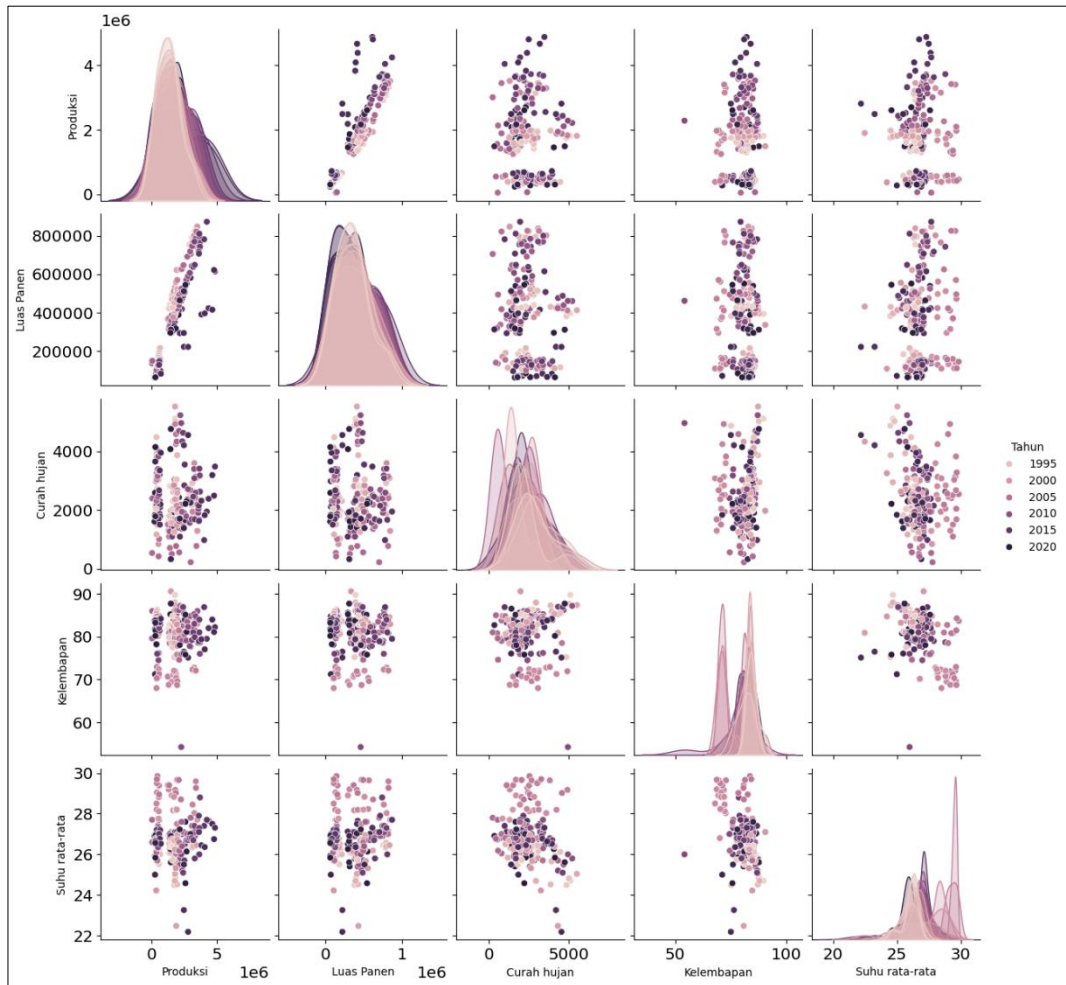 1e6
4
2
0
Produksi
800000
600000
400000
200000
Luas Panen
4000
2000
0
Curah hujan
Tahun
1995
2000
2005
2010
2015
2020
90
80
70
60
Kelembapan
30
28
26
24
22
Suhu rata-rata
0 5
1e6
Produksi
0 1
1e6
Luas Panen
0 5000
Curah hujan
50 100
Kelembapan
20 25 30
Suhu rata-rata